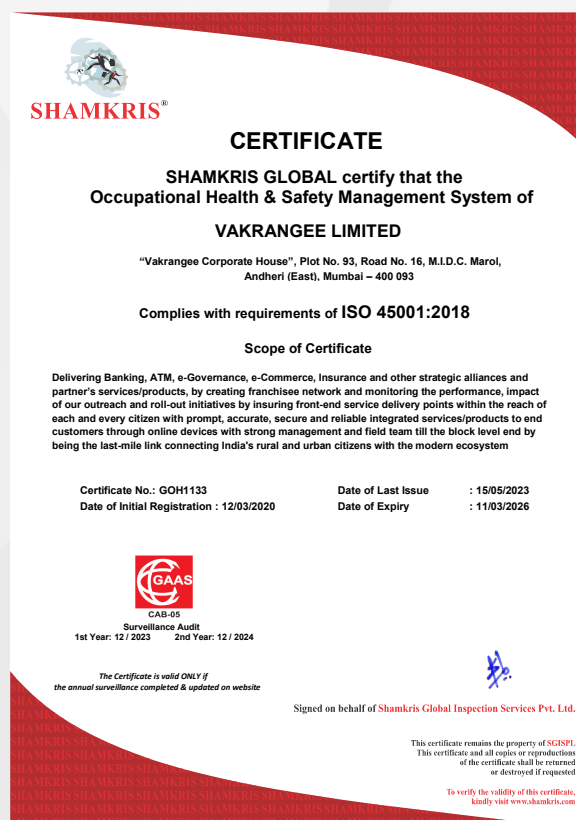 SHAMKRIS®
CERTIFICATE
SHAMKRIS GLOBAL certify that the
Occupational Health & Safety Management System of
VAKRANGEE LIMITED
“Vakrangee Corporate House”, Plot No. 93, Road No. 16, M.I.D.C. Marol,
Andheri (East), Mumbai – 400 093
Complies with requirements of ISO 45001:2018
Scope of Certificate
Delivering Banking, ATM, e-Governance, e-Commerce, Insurance and other strategic alliances and
partner's services/products, by creating franchisee network and monitoring the performance, impact
of our outreach and roll-out initiatives by insuring front-end service delivery points within the reach of
each and every citizen with prompt, accurate, secure and reliable integrated services/products to end
customers through online devices with strong management and field team till the block level end by
being the last-mile link connecting India's rural and urban citizens with the modern ecosystem
Certificate No.: GOH1133
Date of Initial Registration : 12/03/2020
Date of Last Issue : 15/05/2023
Date of Expiry : 11/03/2026
GAAS
CAB-05
Surveillance Audit
1st Year: 12 / 2023 2nd Year: 12 / 2024
The Certificate is valid ONLY if
the annual surveillance completed & updated on website
Signed on behalf of Shamkris Global Inspection Services Pvt. Ltd.
This certificate remains the property of SGISPL
This certificate and all copies or reproductions
of the certificate shall be returned
or destroyed if requested
To verify the validity of this certificate,
kindly visit www.shamkris.com